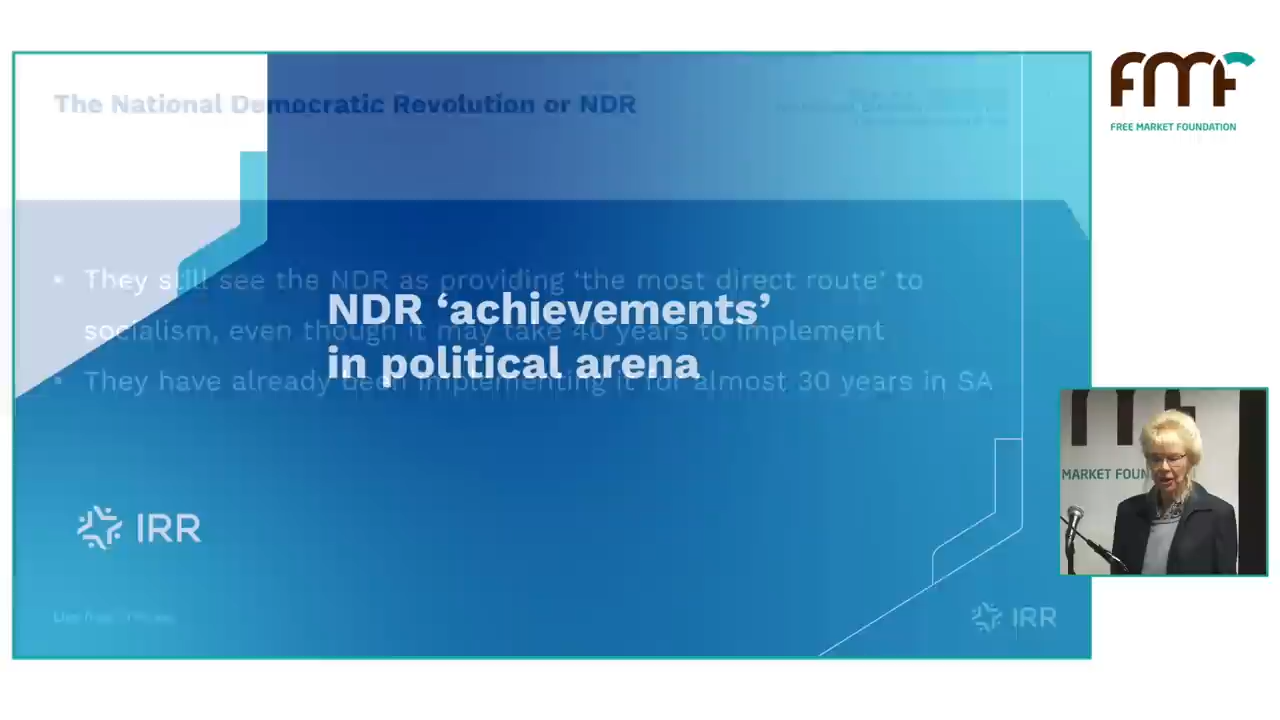 The National Democratic Revolution or NDR
• They still see the NDR as providing ‘the most direct route’ to
socialism, even though it may take 40 years to implement
• They have already been implementing it for almost 30 years in SA
NDR ‘achievements’
in political arena
IRR
IRR
FMF
FREE MARKET FOUNDATION
MARKET FOUN